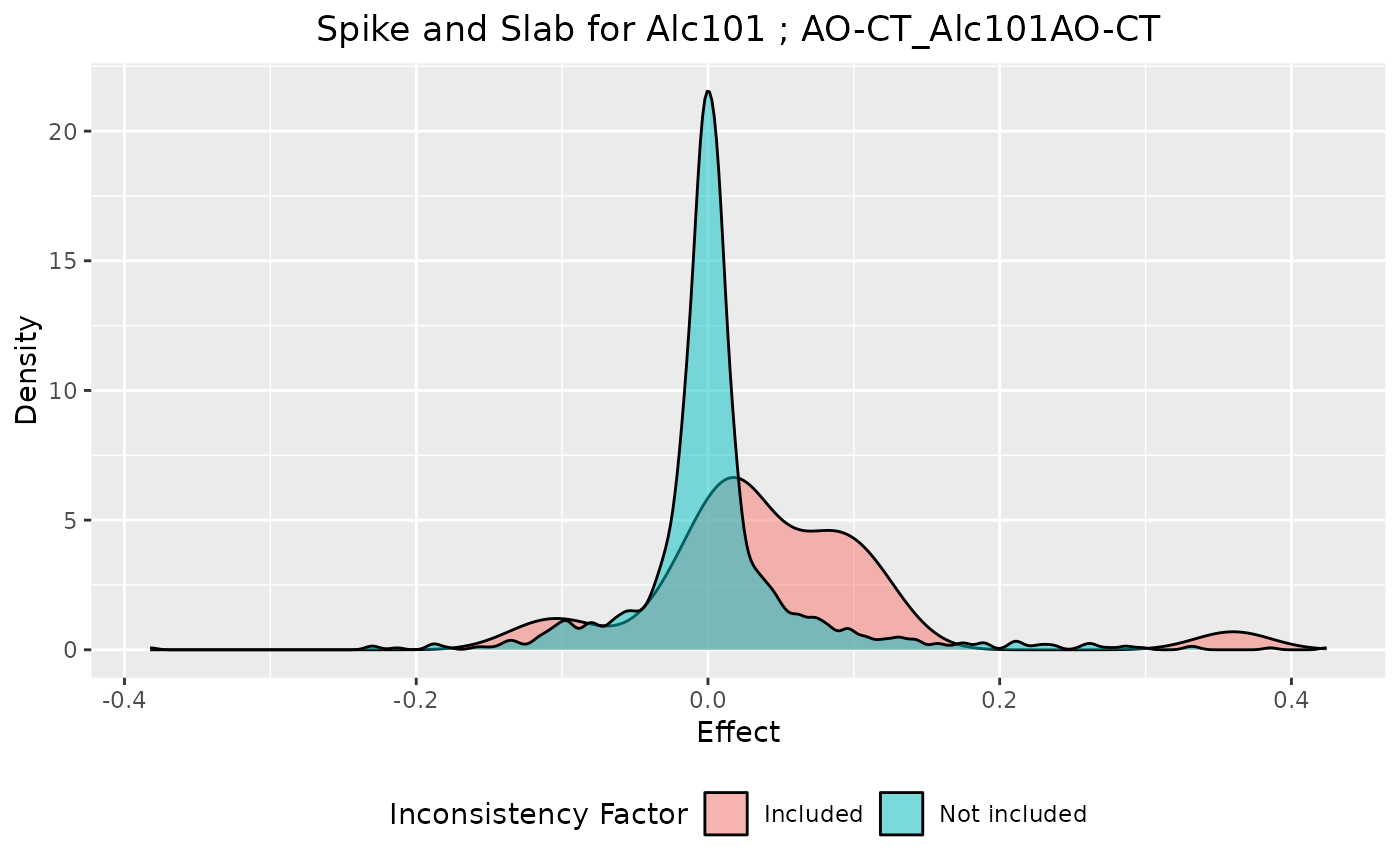 Spike and Slab for Alc101 ; AO-CT_Alc101AO-CT
Density
20
15
10
5
0
-0.4 -0.2 0.0 0.2 0.4
Effect
Inconsistency Factor Included Not included